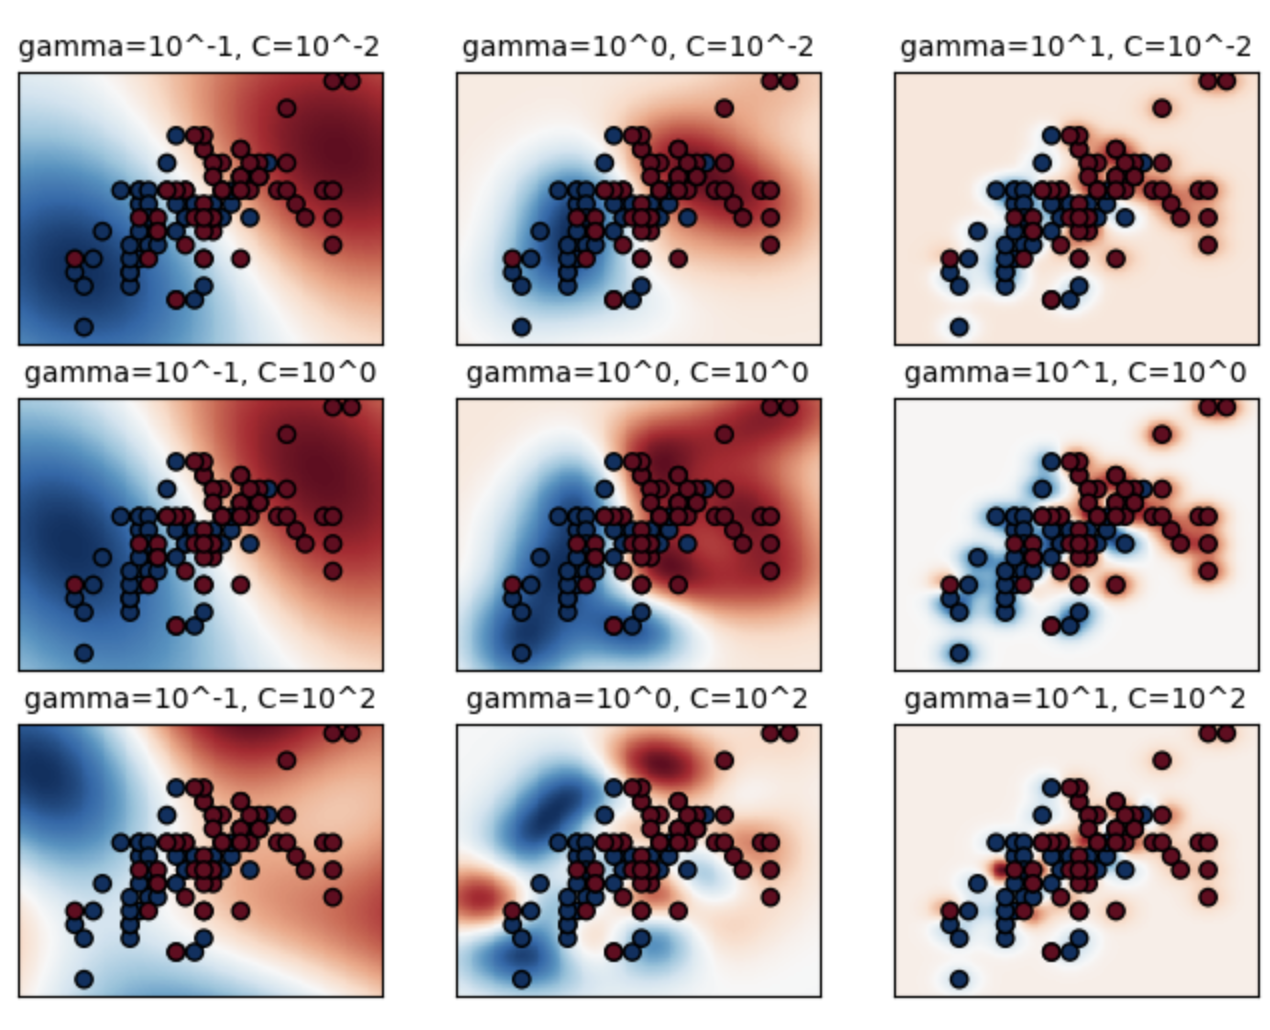 gamma=10^-1, C=10^-2
gamma=10^0, C=10^-2
gamma=10^1, C=10^-2
gamma=10^-1, C=10^0
gamma=10^0, C=10^0
gamma=10^1, C=10^0
gamma=10^-1, C=10^2
gamma=10^0, C=10^2
gamma=10^1, C=10^2